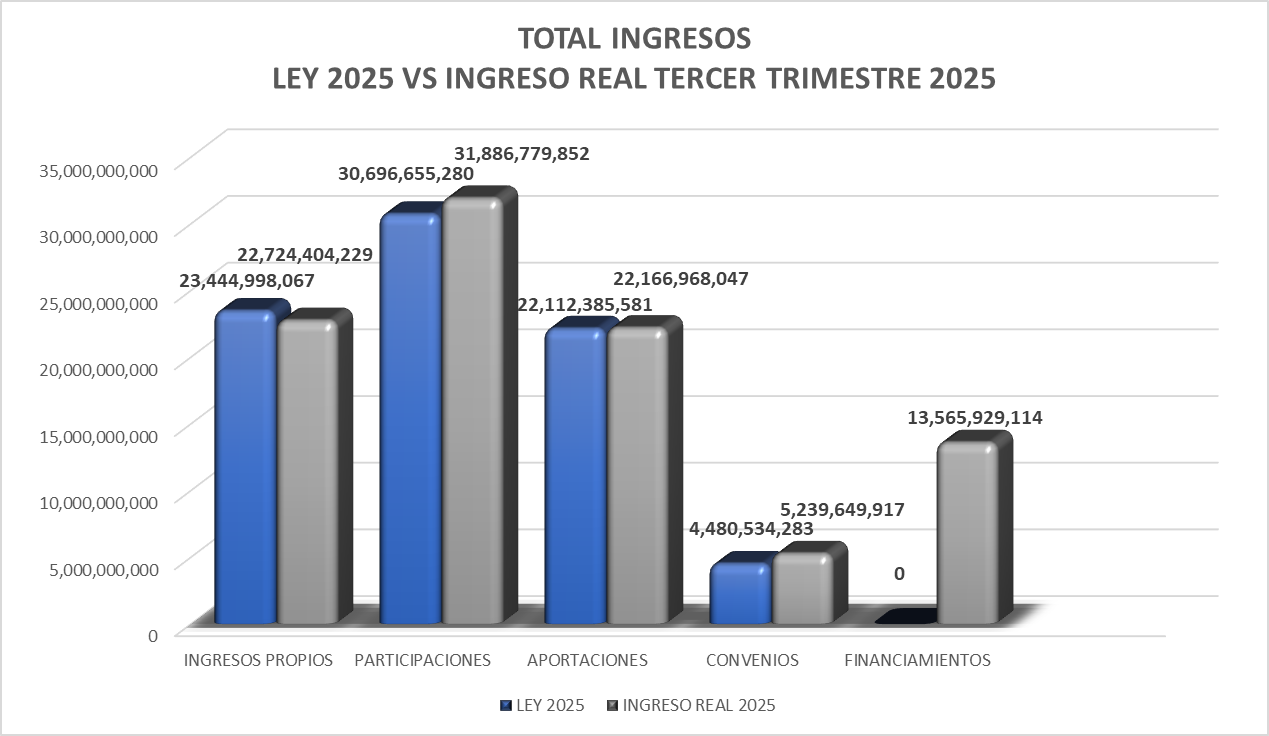 TOTAL INGRESOS
LEY 2025 VS INGRESO REAL TERCER TRIMESTRE 2025
35,000,000,000
30,000,000,000
25,000,000,000
20,000,000,000
15,000,000,000
10,000,000,000
5,000,000,000
0
23,444,998,067
22,724,404,229
30,696,655,280
31,886,779,852
22,112,385,581
22,166,968,047
4,480,534,283
5,239,649,917
0
13,565,929,114
INGRESOS PROPIOS
PARTICIPACIONES
APORTACIONES
CONVENIOS
FINANCIAMIENTOS
LEY 2025
INGRESO REAL 2025